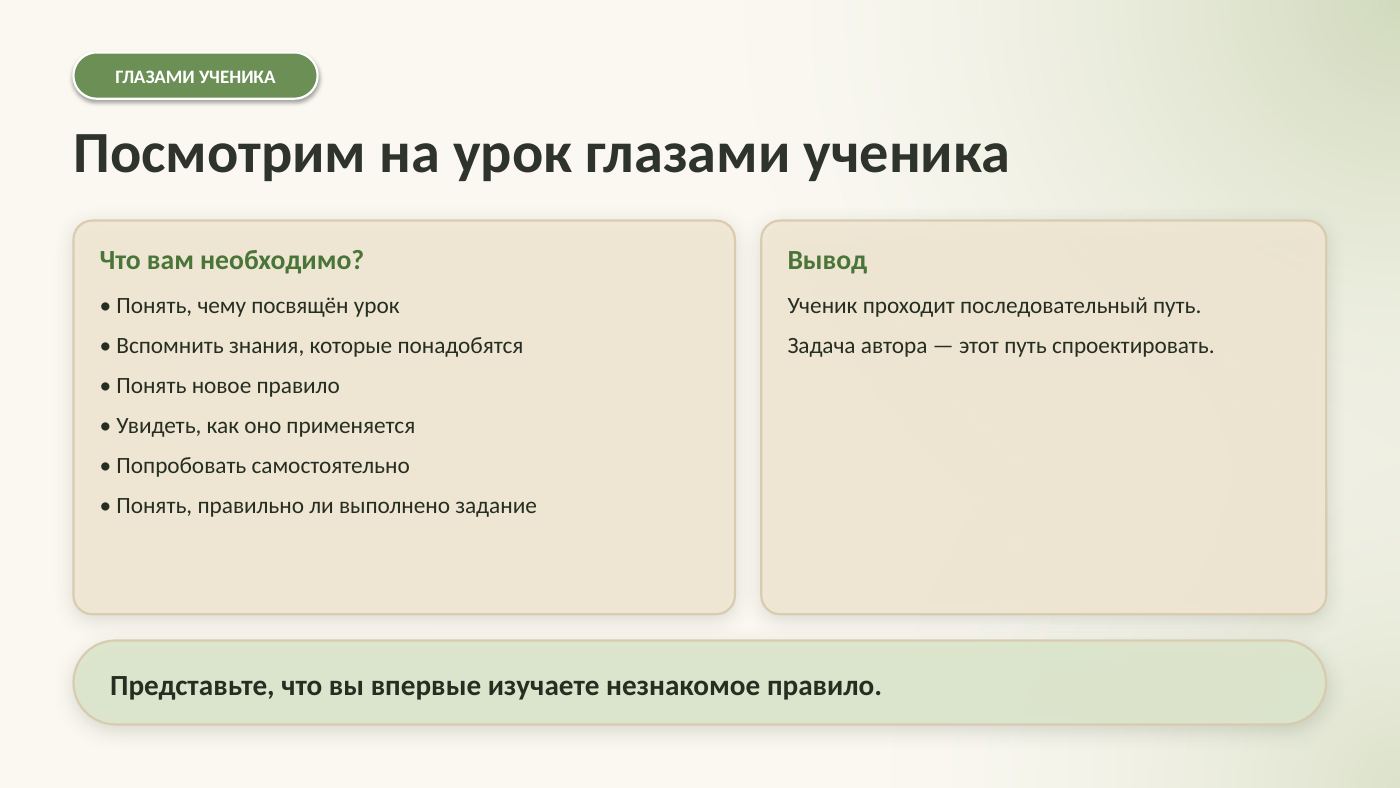 ГЛАЗАМИ УЧЕНИКА
Посмотрим на урок глазами ученика
Что вам необходимо?
• Понять, чему посвящён урок
• Вспомнить знания, которые понадобятся
• Понять новое правило
• Увидеть, как оно применяется
• Попробовать самостоятельно
• Понять, правильно ли выполнено задание
Вывод
Ученик проходит последовательный путь.
Задача автора — этот путь спроектировать.
Представьте, что вы впервые изучаете незнакомое правило.